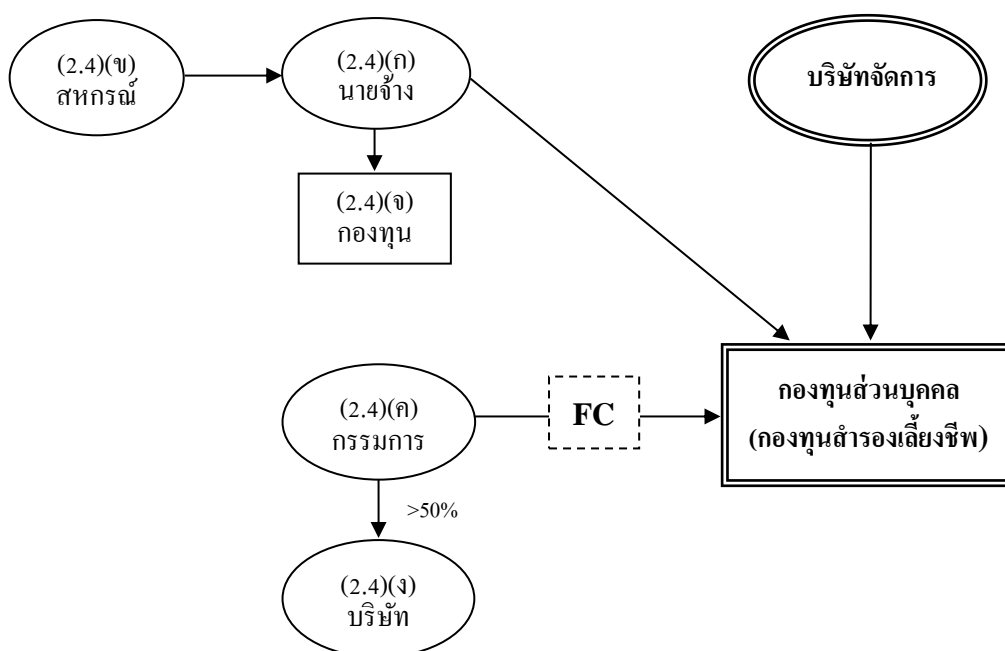 (2.4)(ข)
สหกรณ์
(2.4)(ก)
นายจ้าง
บริษัทจัดการ
(2.4)(จ)
กองทุน
(2.4)(ค)
กรรมการ
FC
กองทุนส่วนบุคคล
(กองทุนสำรองเลี้ยงชีพ)
>50%
(2.4)(ง)
บริษัท